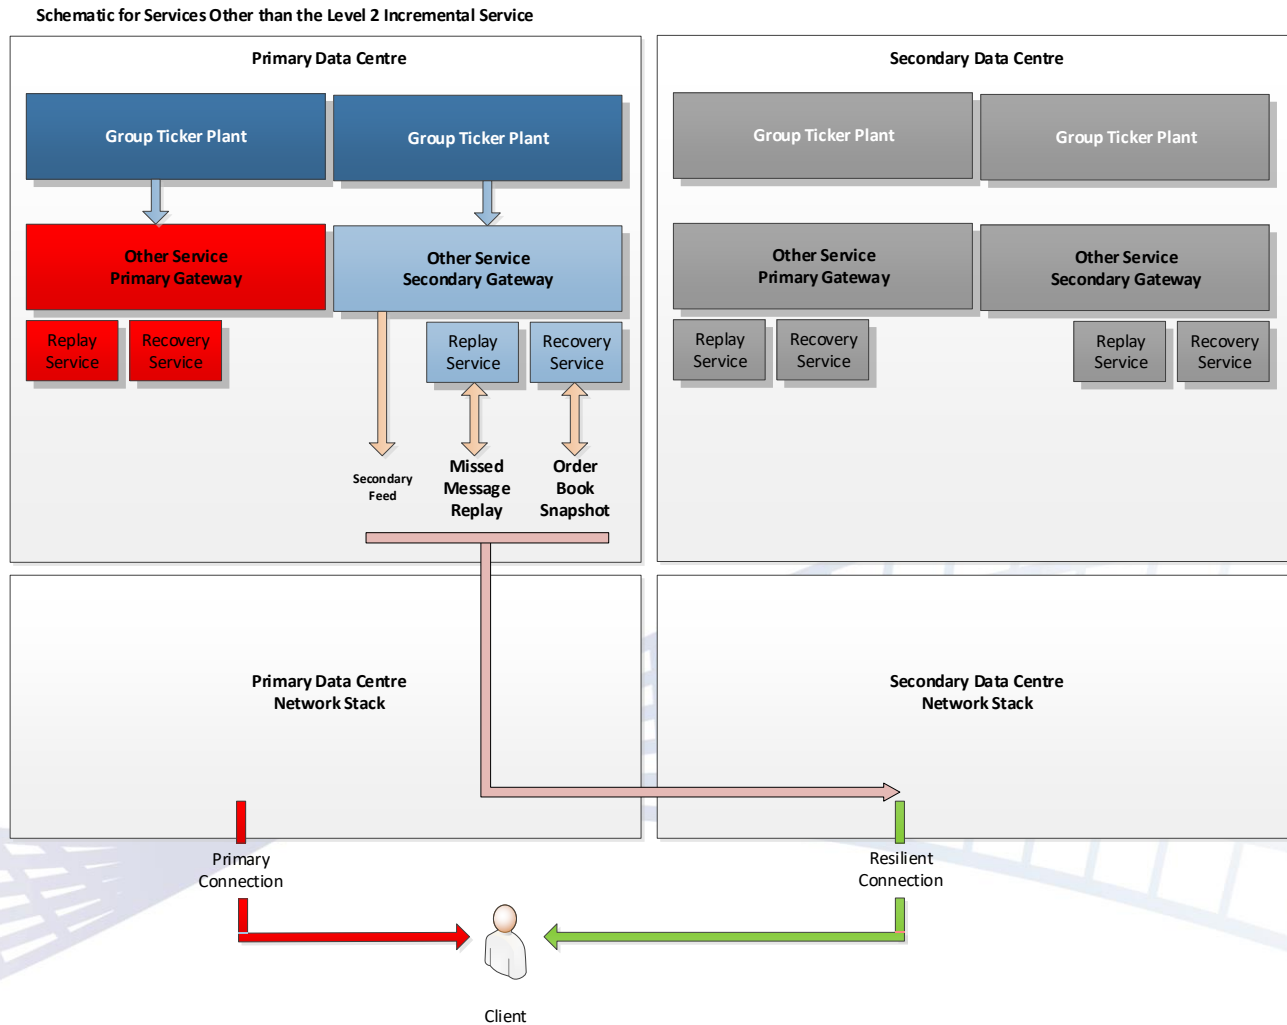 Schematic for Services Other than the Level 2 Incremental Service
Primary Data Centre
Group Ticker Plant
Group Ticker Plant
Other Service
Primary Gateway
Other Service
Secondary Gateway
Replay
Service
Recovery
Service
Replay
Service
Recovery
Service
Secondary
Feed
Missed
Message
Replay
Order
Book
Snapshot
Secondary Data Centre
Group Ticker Plant
Group Ticker Plant
Other Service
Primary Gateway
Other Service
Secondary Gateway
Replay
Service
Recovery
Service
Replay
Service
Recovery
Service
Primary Data Centre
Network Stack
Secondary Data Centre
Network Stack
Primary
Connection
Resilient
Connection
Client